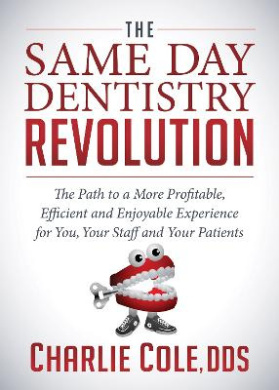 THE
SAME DAY
DENTISTRY
REVOLUTION
The Path to a More Profitable,
Efficient and Enjoyable Experience
for You, Your Staff and Your Patients
CHARLIE COLE, DDS